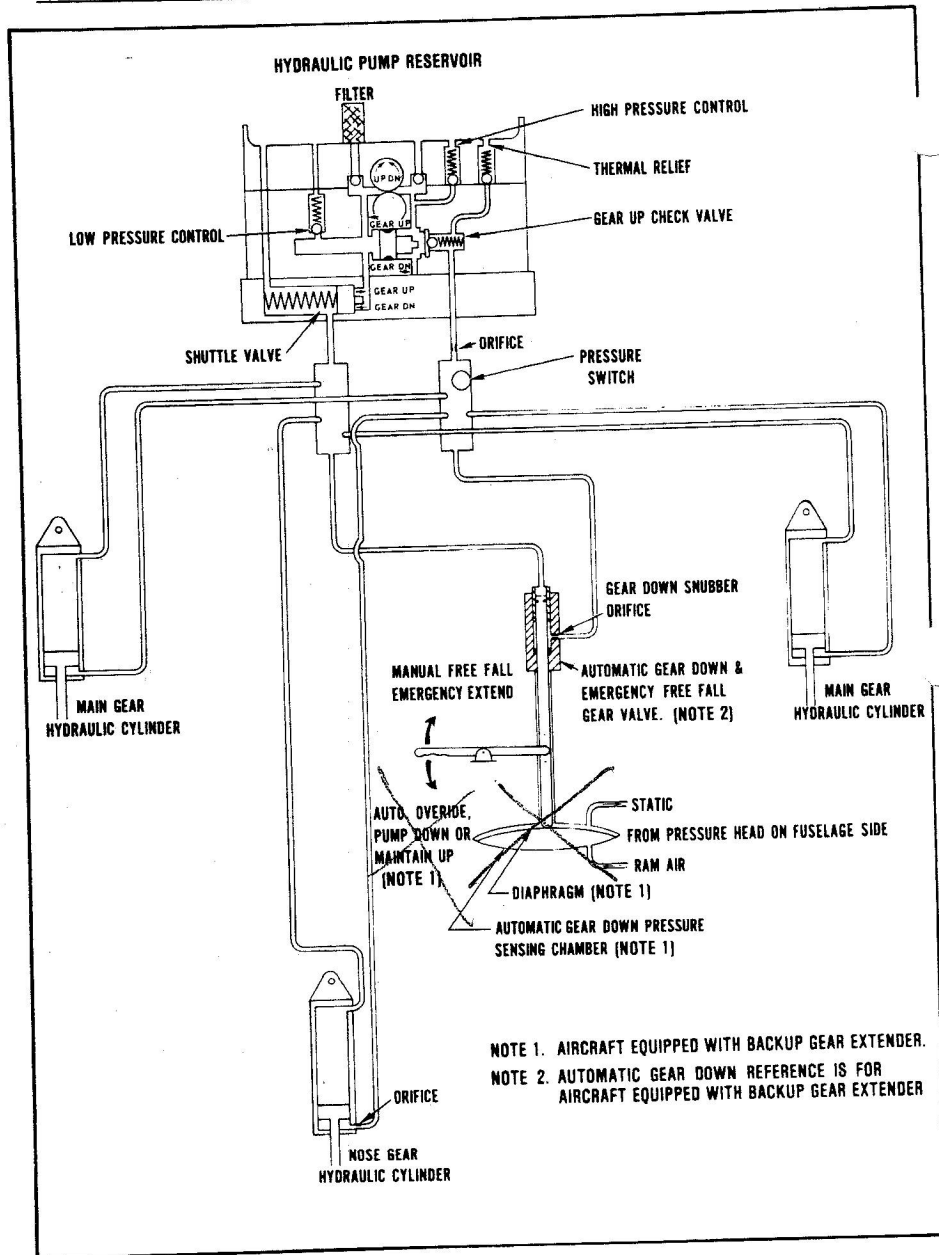 HYDRAULIC PUMP RESERVOIR
FILTER
HIGH PRESSURE CONTROL
THERMAL RELIEF
UP DN
GEAR UP
GEAR UP CHECK VALVE
LOW PRESSURE CONTROL
GEAR DN
GEAR UP
GEAR DN
SHUTTLE VALVE
ORIFICE
PRESSURE
SWITCH
GEAR DOWN SNUBBER
ORIFICE
MANUAL FREE FALL
EMERGENCY EXTEND
AUTOMATIC GEAR DOWN &
EMERGENCY FREE FALL
GEAR VALVE. (NOTE 2)
MAIN GEAR
HYDRAULIC CYLINDER
MAIN GEAR
HYDRAULIC CYLINDER
AUTO OVERIDE,
PUMP DOWN OR
MAINTAIN UP
(NOTE 1)
STATIC
FROM PRESSURE HEAD ON FUSELAGE SIDE
RAM AIR
DIAPHRAGM (NOTE 1)
AUTOMATIC GEAR DOWN PRESSURE
SENSING CHAMBER (NOTE 1)
ORIFICE
NOSE GEAR
HYDRAULIC CYLINDER
NOTE 1. AIRCRAFT EQUIPPED WITH BACKUP GEAR EXTENDER.
NOTE 2. AUTOMATIC GEAR DOWN REFERENCE IS FOR
AIRCRAFT EQUIPPED WITH BACKUP GEAR EXTENDER